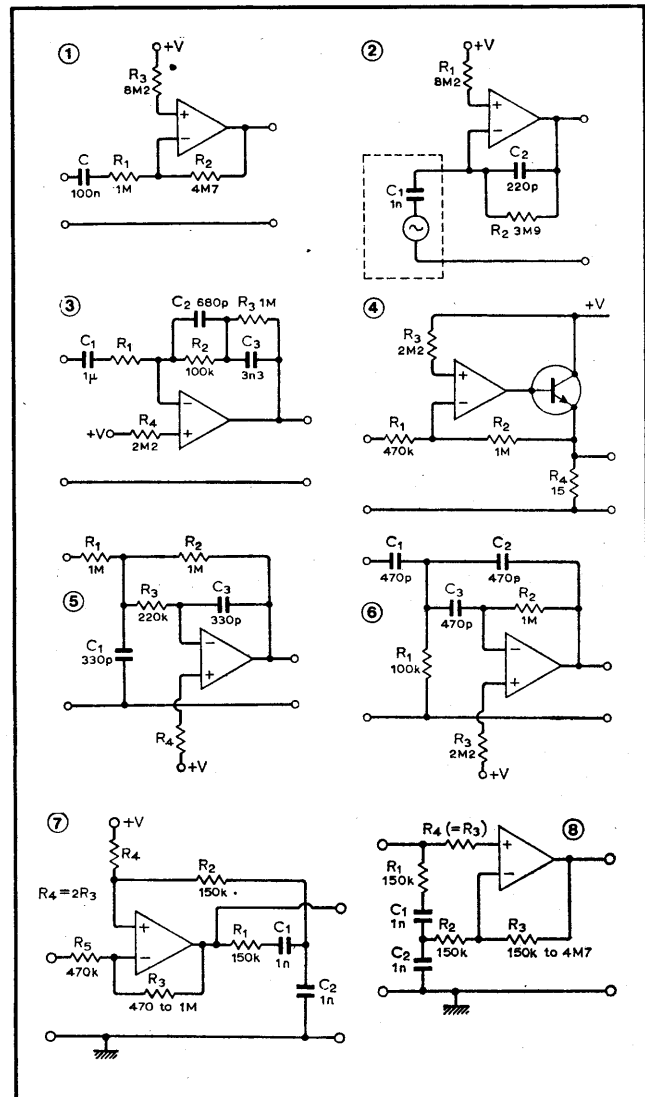 ①
+V
R3
8M2
+
−
C
100n
R1
1M
R2
4M7
②
+V
R1
8M2
+
−
C1
1n
C2
220p
R2 3M9
③
C2 680p
R3 1M
C1
1µ
R1
R2
100k
C3
3n3
−
+
+V
R4
2M2
④
+V
R3
2M2
+
−
R1
470k
R2
1M
R4
15
⑤
R1
1M
R2
1M
R3
220k
C3
330p
C1
330p
−
+
R4
+V
⑥
C1
470p
C2
470p
C3
470p
R2
1M
R1
100k
−
+
R3
2M2
+V
⑦
+V
R4
R4=2R3
R2
150k
+
−
R5
470k
R1
150k
C1
1n
R3
470 to 1M
C2
1n
⑧
R4 (=R3)
+
−
R1
150k
C1
1n
R2
150k
R3
150k to 4M7
C2
1n